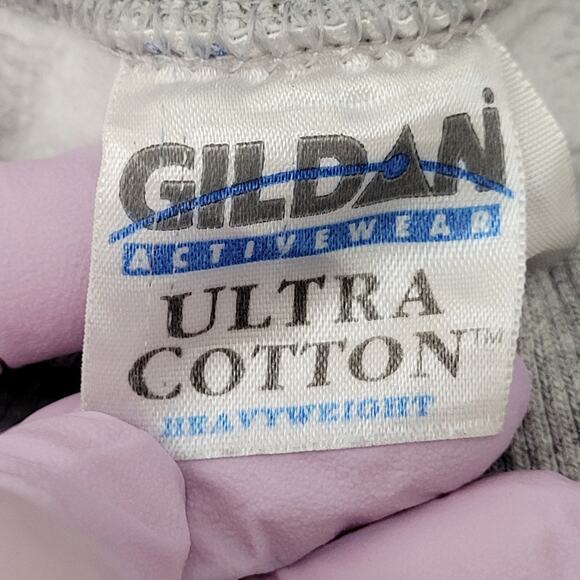 GILDAN
ACTIVEWEAR
ULTRA
COTTON™
HEAVYWEIGHT